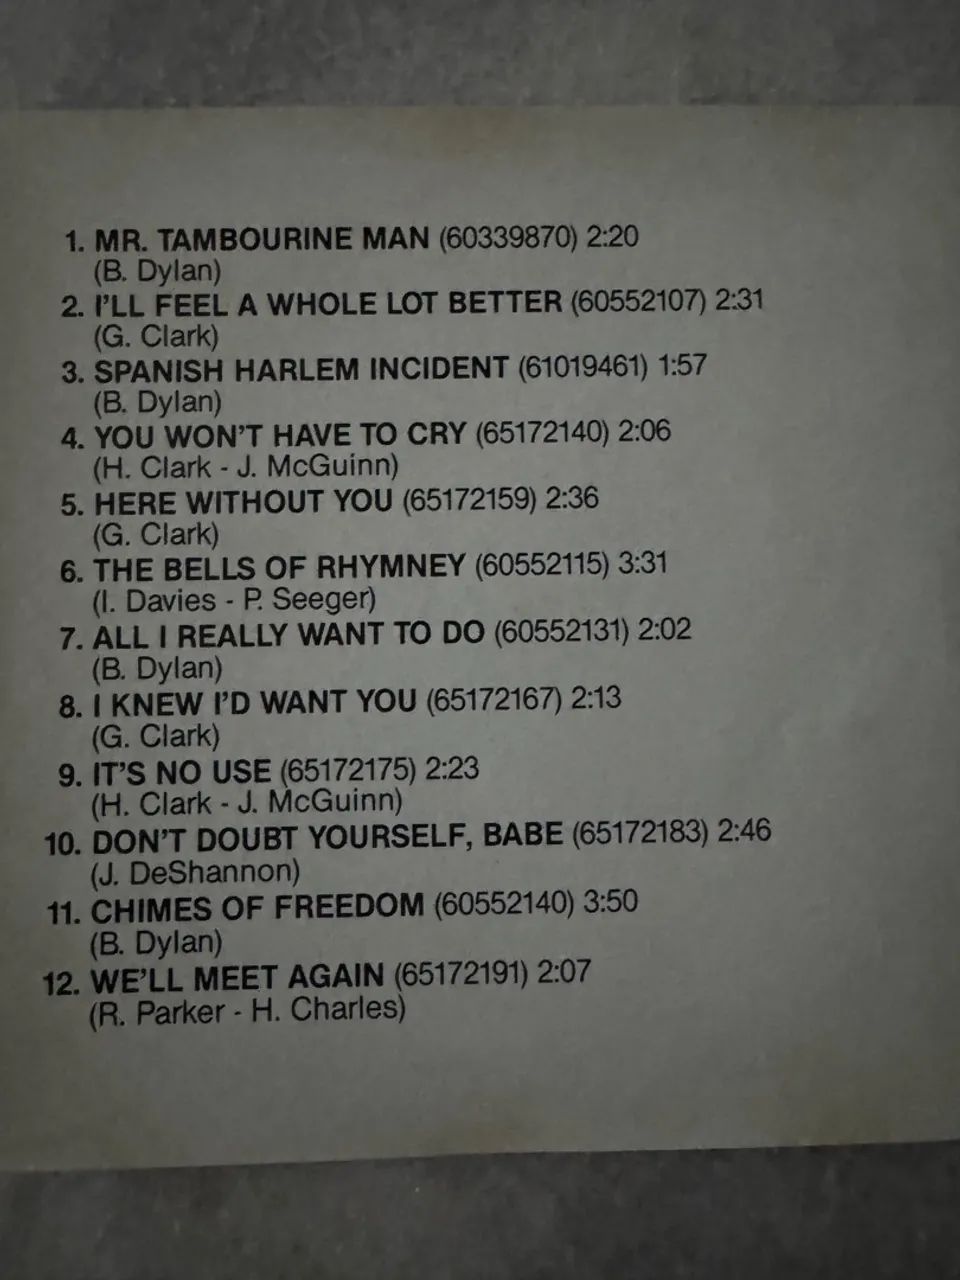 1. MR. TAMBOURINE MAN (60339870) 2:20
(B. Dylan)
2. I'LL FEEL A WHOLE LOT BETTER (60552107) 2:31
(G. Clark)
3. SPANISH HARLEM INCIDENT (61019461) 1:57
(B. Dylan)
4. YOU WON'T HAVE TO CRY (65172140) 2:06
(H. Clark - J. McGuinn)
5. HERE WITHOUT YOU (65172159) 2:36
(G. Clark)
6. THE BELLS OF RHYMNEY (60552115) 3:31
(I. Davies - P. Seeger)
7. ALL I REALLY WANT TO DO (60552131) 2:02
(B. Dylan)
8. I KNEW I'D WANT YOU (65172167) 2:13
(G. Clark)
9. IT'S NO USE (65172175) 2:23
(H. Clark - J. McGuinn)
10. DON'T DOUBT YOURSELF, BABE (65172183) 2:46
(J. DeShannon)
11. CHIMES OF FREEDOM (60552140) 3:50
(B. Dylan)
12. WE'LL MEET AGAIN (65172191) 2:07
(R. Parker - H. Charles)